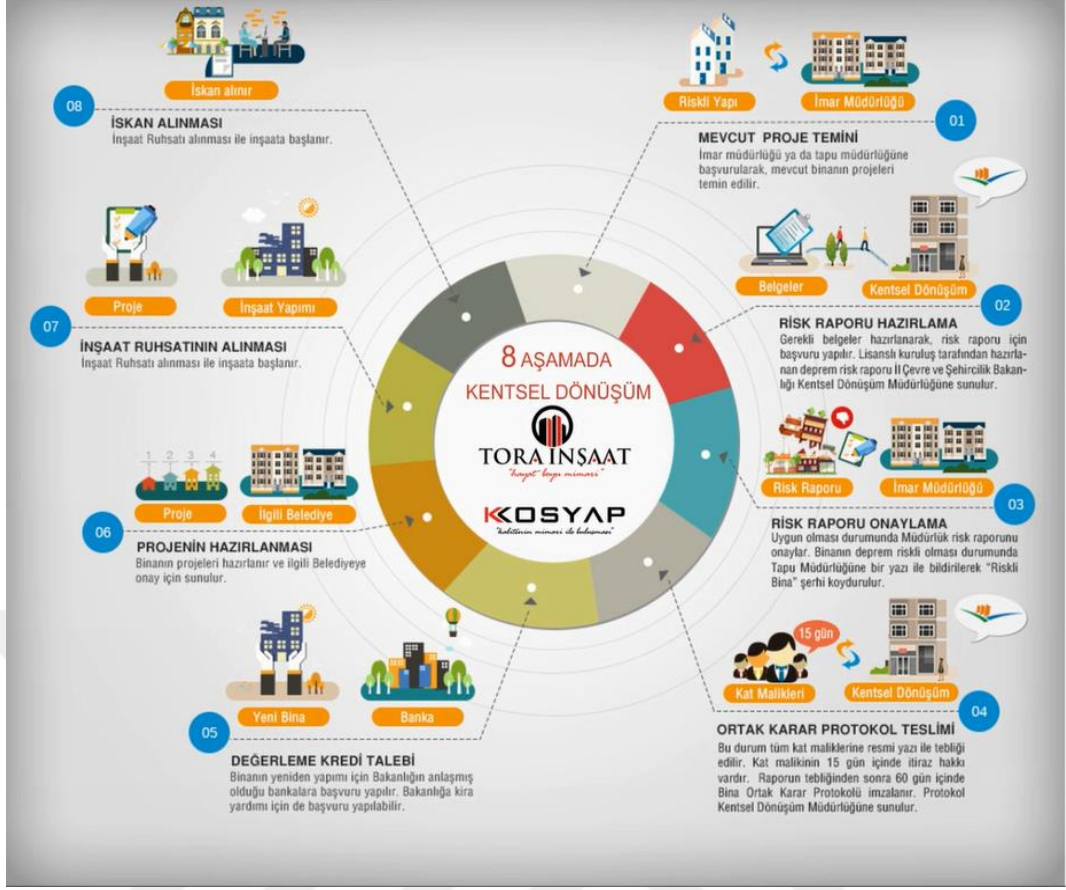 8 AŞAMADA
KENTSEL DÖNÜŞÜM
TORA İNŞAAT
"hayat boyu mimari"
KOSYAP
"kalitenin mimari ile buluşması"
Riskli Yapı
İmar Müdürlüğü
01
MEVCUT PROJE TEMİNİ
İmar müdürlüğü ya da tapu müdürlüğüne
başvurularak, mevcut binanın projeleri
temin edilir.
Belgeler
Kentsel Dönüşüm
02
RİSK RAPORU HAZIRLAMA
Gerekli belgeler hazırlanarak, risk raporu için
başvuru yapılır. Lisanslı kuruluş tarafından hazırla-
nan deprem risk raporu İl Çevre ve Şehircilik Bakan-
lığı Kentsel Dönüşüm Müdürlüğüne sunulur.
Risk Raporu
İmar Müdürlüğü
03
RİSK RAPORU ONAYLAMA
Uygun olması durumunda Müdürlük risk raporunu
onaylar. Binanın deprem riskli olması durumunda
Tapu Müdürlüğüne bir yazı ile bildirilerek “Riskli
Bina” şerhi koydurulur.
15 gün
Kat Malikleri
Kentsel Dönüşüm
04
ORTAK KARAR PROTOKOL TESLİMİ
Bu durum tüm kat maliklerine resmi yazı ile tebliği
edilir. Kat malikinin 15 gün içinde itiraz hakkı
vardır. Raporun tebliğinden sonra 60 gün içinde
Bina Ortak Karar Protokolü imzalanır. Protokol
Kentsel Dönüşüm Müdürlüğüne sunulur.
Yeni Bina
Banka
05
DEĞERLEME KREDİ TALEBİ
Binanın yeniden yapımı için Bakanlığın anlaşmış
olduğu bankalara başvuru yapılır. Bakanlığa kira
yardımı için de başvuru yapılabilir.
1 2 3 4
Proje
İlgili Belediye
06
PROJENİN HAZIRLANMASI
Binanın projeleri hazırlanır ve ilgili Belediyeye
onay için sunulur.
Proje
İnşaat Yapımı
07
İNŞAAT RUHSATININ ALINMASI
İnşaat Ruhsatı alınması ile inşaata başlanır.
İskan alınır
08
İSKAN ALINMASI
İnşaat Ruhsatı alınması ile inşaata başlanır.